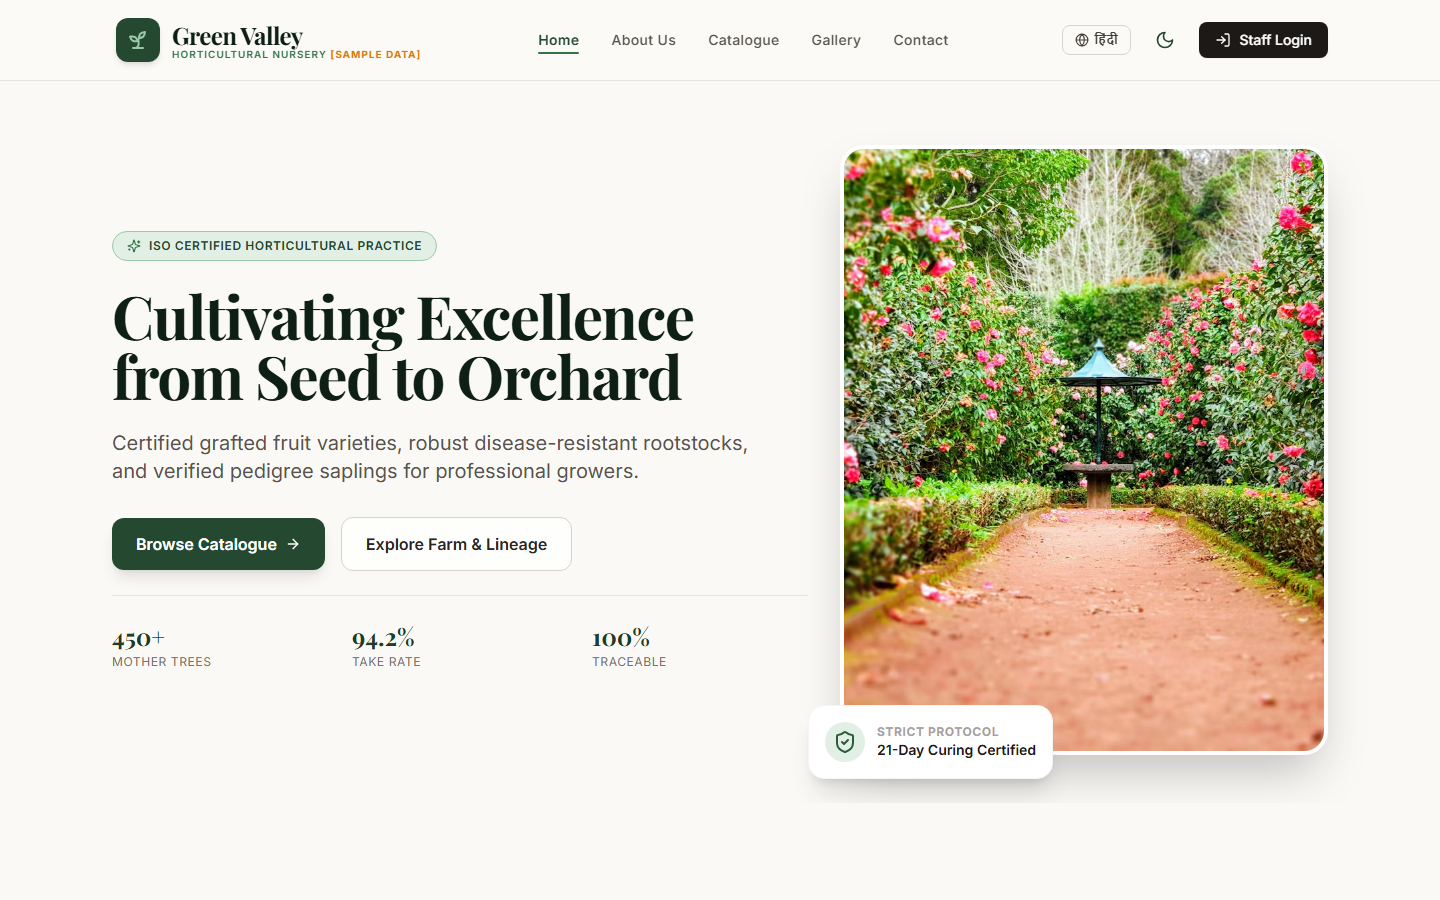 Green Valley
HORTICULTURAL NURSERY [SAMPLE DATA]
Home
About Us
Catalogue
Gallery
Contact
हिंदी
Staff Login
ISO CERTIFIED HORTICULTURAL PRACTICE
Cultivating Excellence
from Seed to Orchard
Certified grafted fruit varieties, robust disease-resistant rootstocks,
and verified pedigree saplings for professional growers.
Browse Catalogue
Explore Farm & Lineage
450+
MOTHER TREES
94.2%
TAKE RATE
100%
TRACEABLE
STRICT PROTOCOL
21-Day Curing Certified